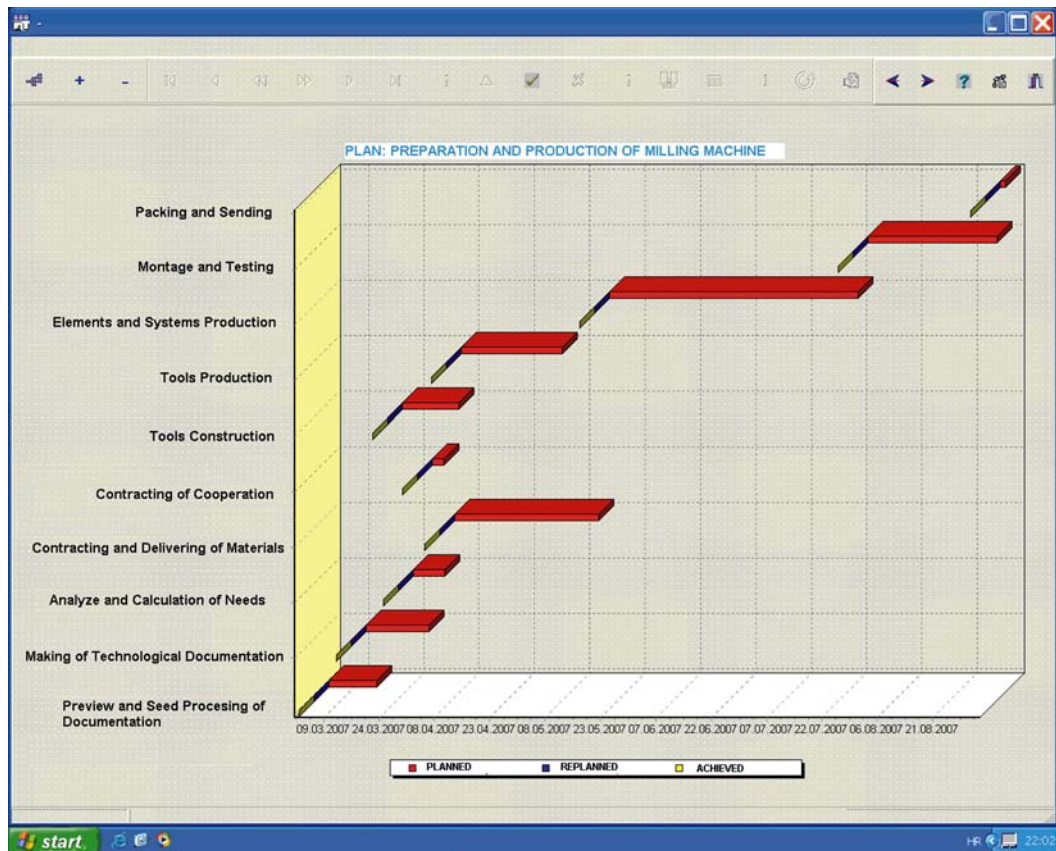 PLAN: PREPARATION AND PRODUCTION OF MILLING MACHINE
Packing and Sending
Montage and Testing
Elements and Systems Production
Tools Production
Tools Construction
Contracting of Cooperation
Contracting and Delivering of Materials
Analyze and Calculation of Needs
Making of Technological Documentation
Preview and Seed Procesing of
Documentation
09.03.2007 24.03.2007 08.04.2007 23.04.2007 08.05.2007 23.05.2007 07.06.2007 22.06.2007 07.07.2007 22.07.2007 06.08.2007 21.08.2007
PLANNED REPLANNED ACHIEVED
start HR 22:02